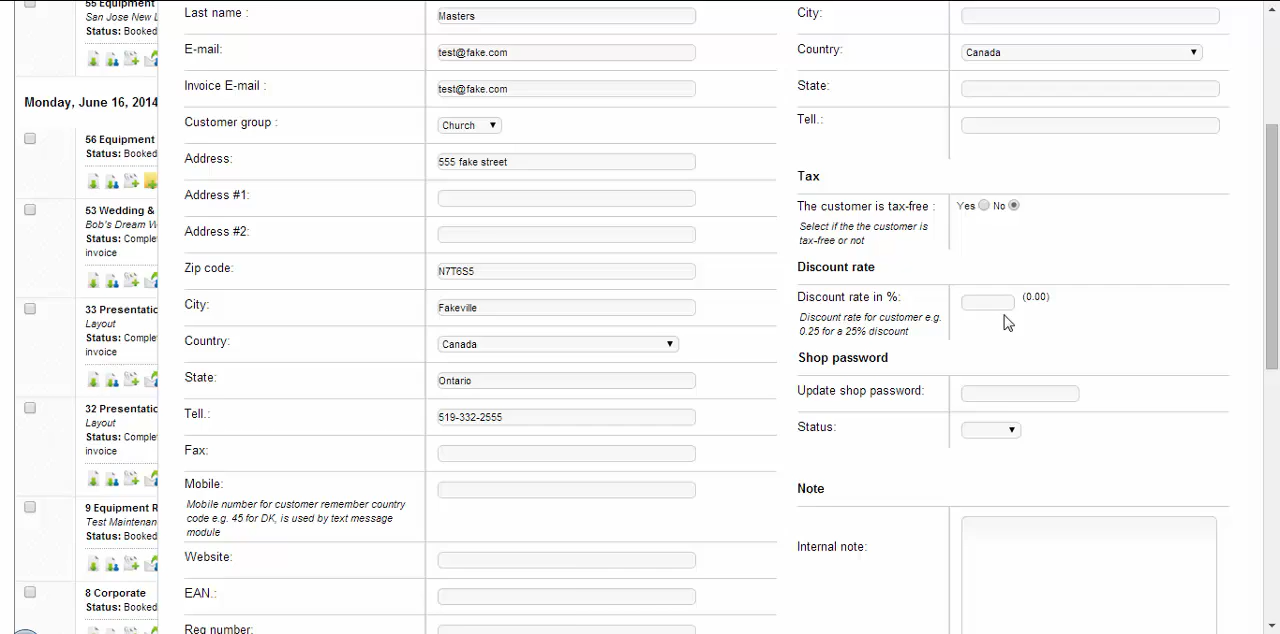 55 Equipment
San Jose New L
Status: Booked
Monday, June 16, 2014
56 Equipment
Status: Booked
53 Wedding &
Bob's Dream W
Status: Comple
invoice
33 Presentatio
Layout
Status: Comple
invoice
32 Presentatio
Layout
Status: Comple
invoice
9 Equipment R
Test Maintenan
Status: Booked
8 Corporate
Status: Booked
Last name : Masters
E-mail: test@fake.com
Invoice E-mail : test@fake.com
Customer group : Church
Address: 555 fake street
Address #1:
Address #2:
Zip code: N7T6S5
City: Fakeville
Country: Canada
State: Ontario
Tell.: 519-332-2555
Fax:
Mobile:
Mobile number for customer remember country
code e.g. 45 for DK, is used by text message
module
Website:
EAN.:
Reg number:
City:
Country: Canada
State:
Tell.:
Tax
The customer is tax-free : Yes No
Select if the the customer is
tax-free or not
Discount rate
Discount rate in %: (0.00)
Discount rate for customer e.g.
0.25 for a 25% discount
Shop password
Update shop password:
Status:
Note
Internal note: